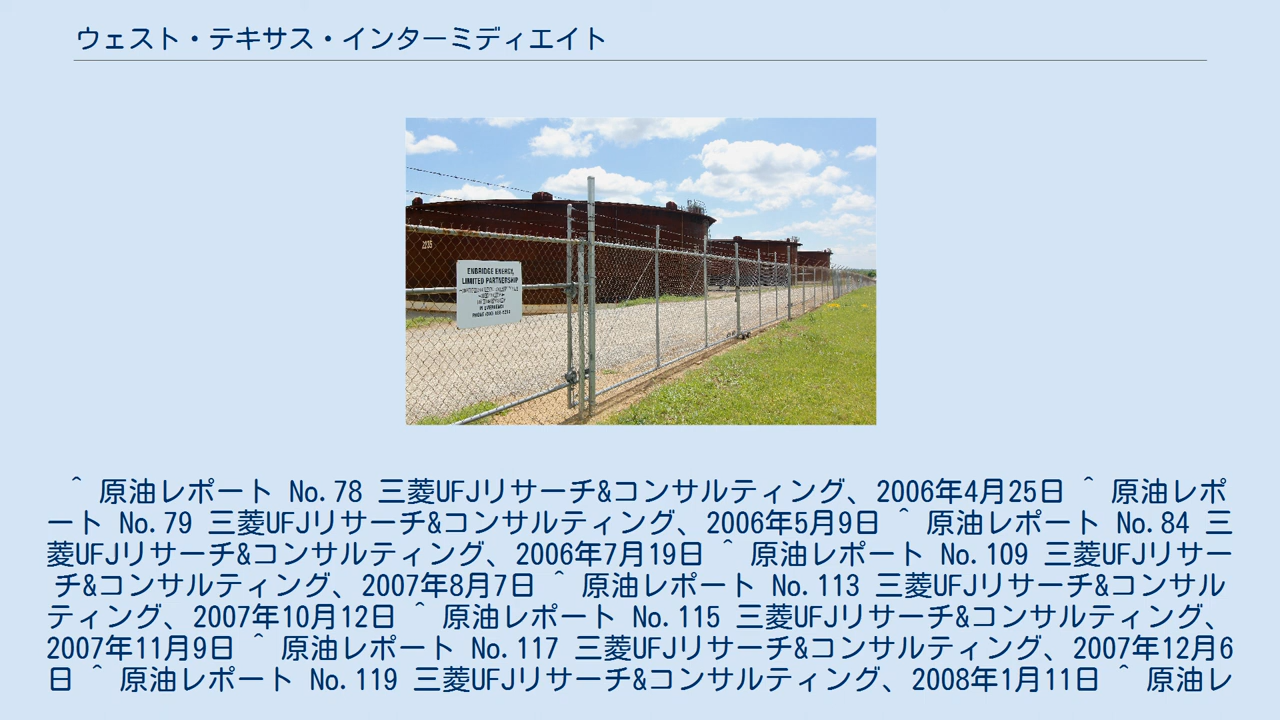 ウェスト・テキサス・インターミディエイト
2235
ENBRIDGE ENERGY,
LIMITED PARTNERSHIP
IN EMERGENCY
^ 原油レポート No.78 三菱UFJリサーチ&コンサルティング、2006年4月25日 ^ 原油レポ
ート No.79 三菱UFJリサーチ&コンサルティング、2006年5月9日 ^ 原油レポート No.84 三
菱UFJリサーチ&コンサルティング、2006年7月19日 ^ 原油レポート No.109 三菱UFJリサー
チ&コンサルティング、2007年8月7日 ^ 原油レポート No.113 三菱UFJリサーチ&コンサル
ティング、2007年10月12日 ^ 原油レポート No.115 三菱UFJリサーチ&コンサルティング、
2007年11月9日 ^ 原油レポート No.117 三菱UFJリサーチ&コンサルティング、2007年12月6
日 ^ 原油レポート No.119 三菱UFJリサーチ&コンサルティング、2008年1月11日 ^ 原油レ